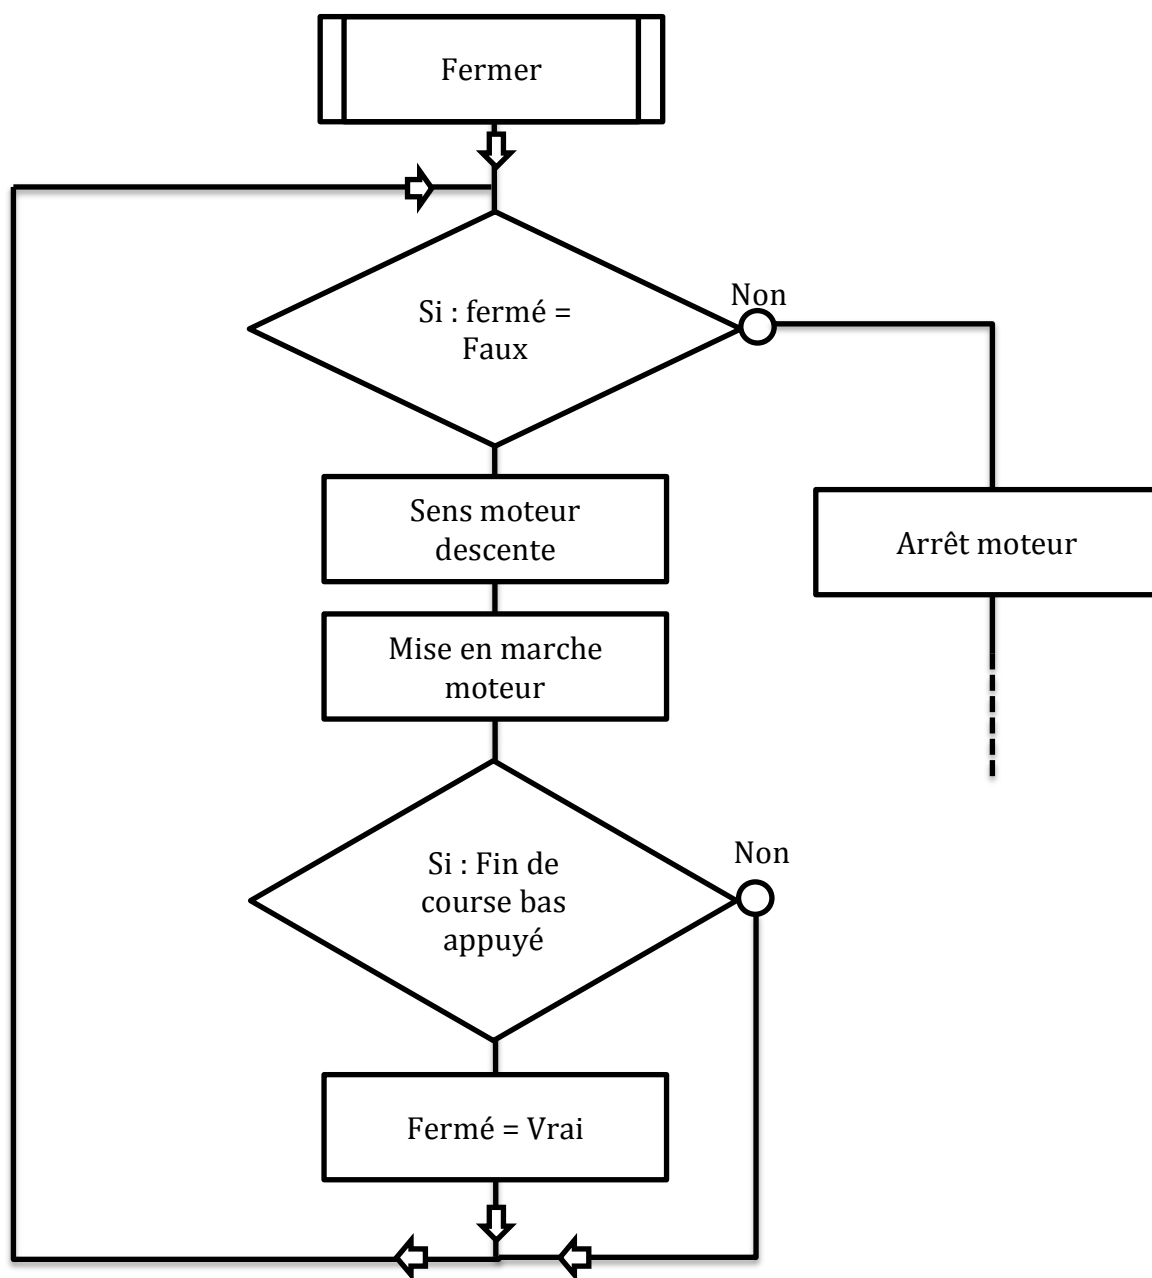 Fermer
Si : fermé =
Faux
Non
Sens moteur
descente
Arrêt moteur
Mise en marche
moteur
Si : Fin de
course bas
appuyé
Non
Fermé = Vrai